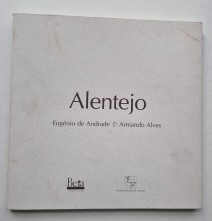 Alentejo
Eugénio de Andrade & Armando Alves
Beta